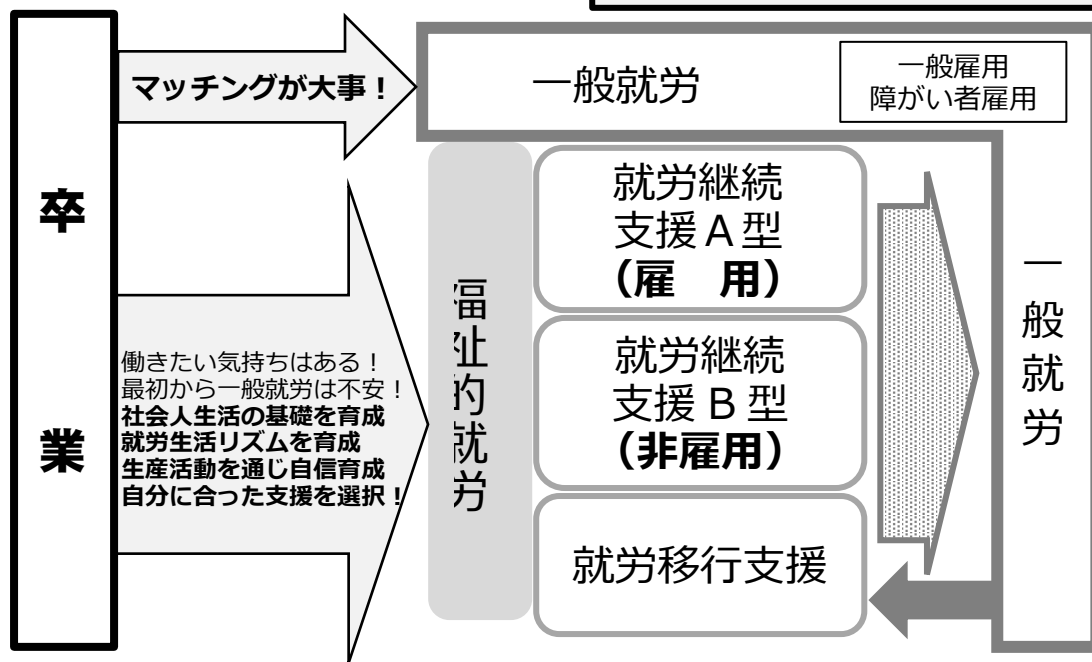 卒業
マッチングが大事！
一般就労
一般雇用
障がい者雇用
働きたい気持ちはある！
最初から一般就労は不安！
社会人生活の基礎を育成
就労生活リズムを育成
生産活動を通じ自信育成
自分に合った支援を選択！
福祉的就労
就労継続
支援Ａ型
（雇　用）
就労継続
支援Ｂ型
（非雇用）
就労移行支援
一般就労